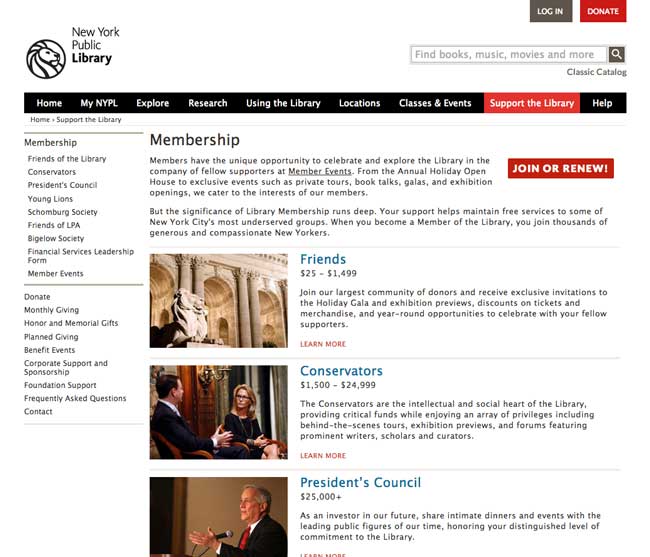 LOG IN
DONATE
New York
Public
Library
Find books, music, movies and more
Classic Catalog
Home My NYPL Explore Research Using the Library Locations Classes & Events Support the Library Help
Home › Support the Library
Membership
Friends of the Library
Conservators
President's Council
Young Lions
Schomburg Society
Friends of LPA
Bigelow Society
Financial Services Leadership
Form
Member Events
Donate
Monthly Giving
Honor and Memorial Gifts
Planned Giving
Benefit Events
Corporate Support and
Sponsorship
Foundation Support
Frequently Asked Questions
Contact
Membership
Members have the unique opportunity to celebrate and explore the Library in the
company of fellow supporters at Member Events. From the Annual Holiday Open
House to exclusive events such as private tours, book talks, galas, and exhibition
openings, we cater to the interests of our members.
JOIN OR RENEW!
But the significance of Library Membership runs deep. Your support helps maintain free services to some of
New York City's most underserved groups. When you become a Member of the Library, you join thousands of
generous and compassionate New Yorkers.
Friends
$25 – $1,499
Join our largest community of donors and receive exclusive invitations to
the Holiday Gala and exhibition previews, discounts on tickets and
merchandise, and year-round opportunities to celebrate with your fellow
supporters.
LEARN MORE
Conservators
$1,500 – $24,999
The Conservators are the intellectual and social heart of the Library,
providing critical funds while enjoying an array of privileges including
behind-the-scenes tours, exhibition previews, and forums featuring
prominent writers, scholars and curators.
LEARN MORE
President's Council
$25,000+
As an investor in our future, share intimate dinners and events with the
leading public figures of our time, honoring your distinguished level of
commitment to the Library.
LEARN MORE